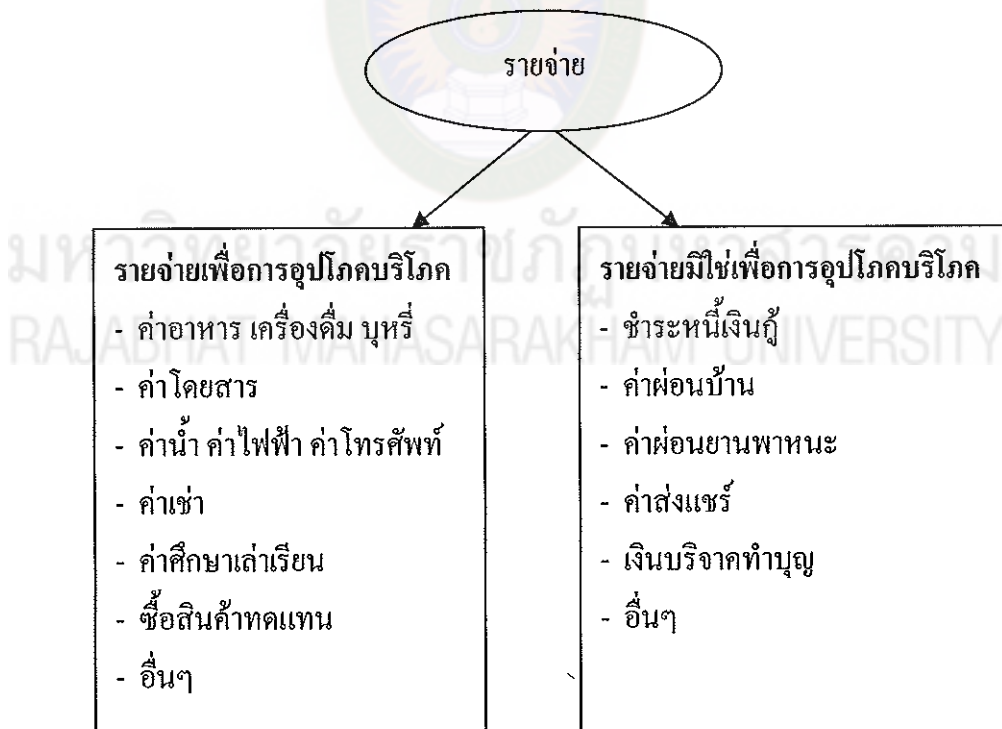 รายจ่าย
รายจ่ายเพื่อการอุปโภคบริโภค
- ค่าอาหาร เครื่องดื่ม บุหรี่
- ค่าโดยสาร
- ค่าน้ำ ค่าไฟฟ้า ค่าโทรศัพท์
- ค่าเช่า
- ค่าศึกษาเล่าเรียน
- ซื้อสินค้าทดแทน
- อื่นๆ
รายจ่ายมิใช่เพื่อการอุปโภคบริโภค
- ชำระหนี้เงินกู้
- ค่าผ่อนบ้าน
- ค่าผ่อนยานพาหนะ
- ค่าส่งแชร์
- เงินบริจาคทำบุญ
- อื่นๆ
มหาวิทยาลัยราชภัฏมหาสารคาม
RAJABHAT MAHASARAKHAM UNIVERSITY